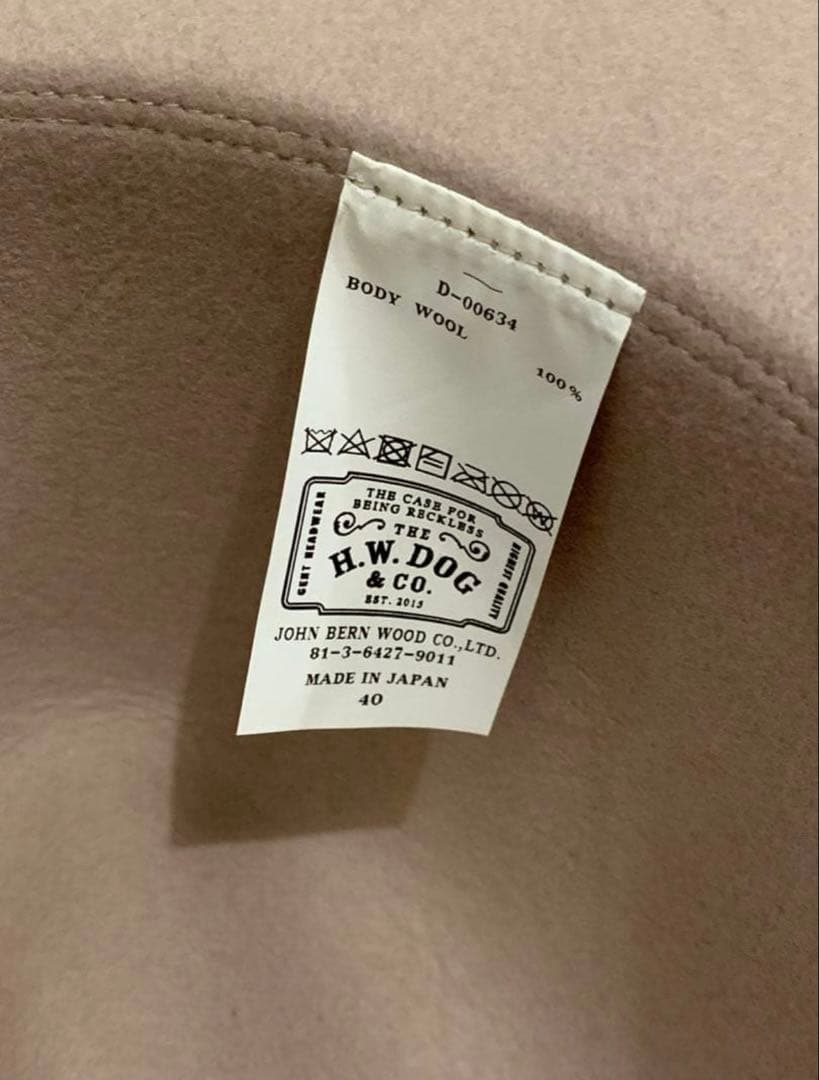 D-00634
BODY WOOL
100%
THE CASE FOR
BEING RECKLESS
THE
H.W.DOG
& CO.
EST. 2015
GENT HEADWEAR
HIGHEST QUALITY
JOHN BERN WOOD CO.,LTD.
81-3-6427-9011
MADE IN JAPAN
40